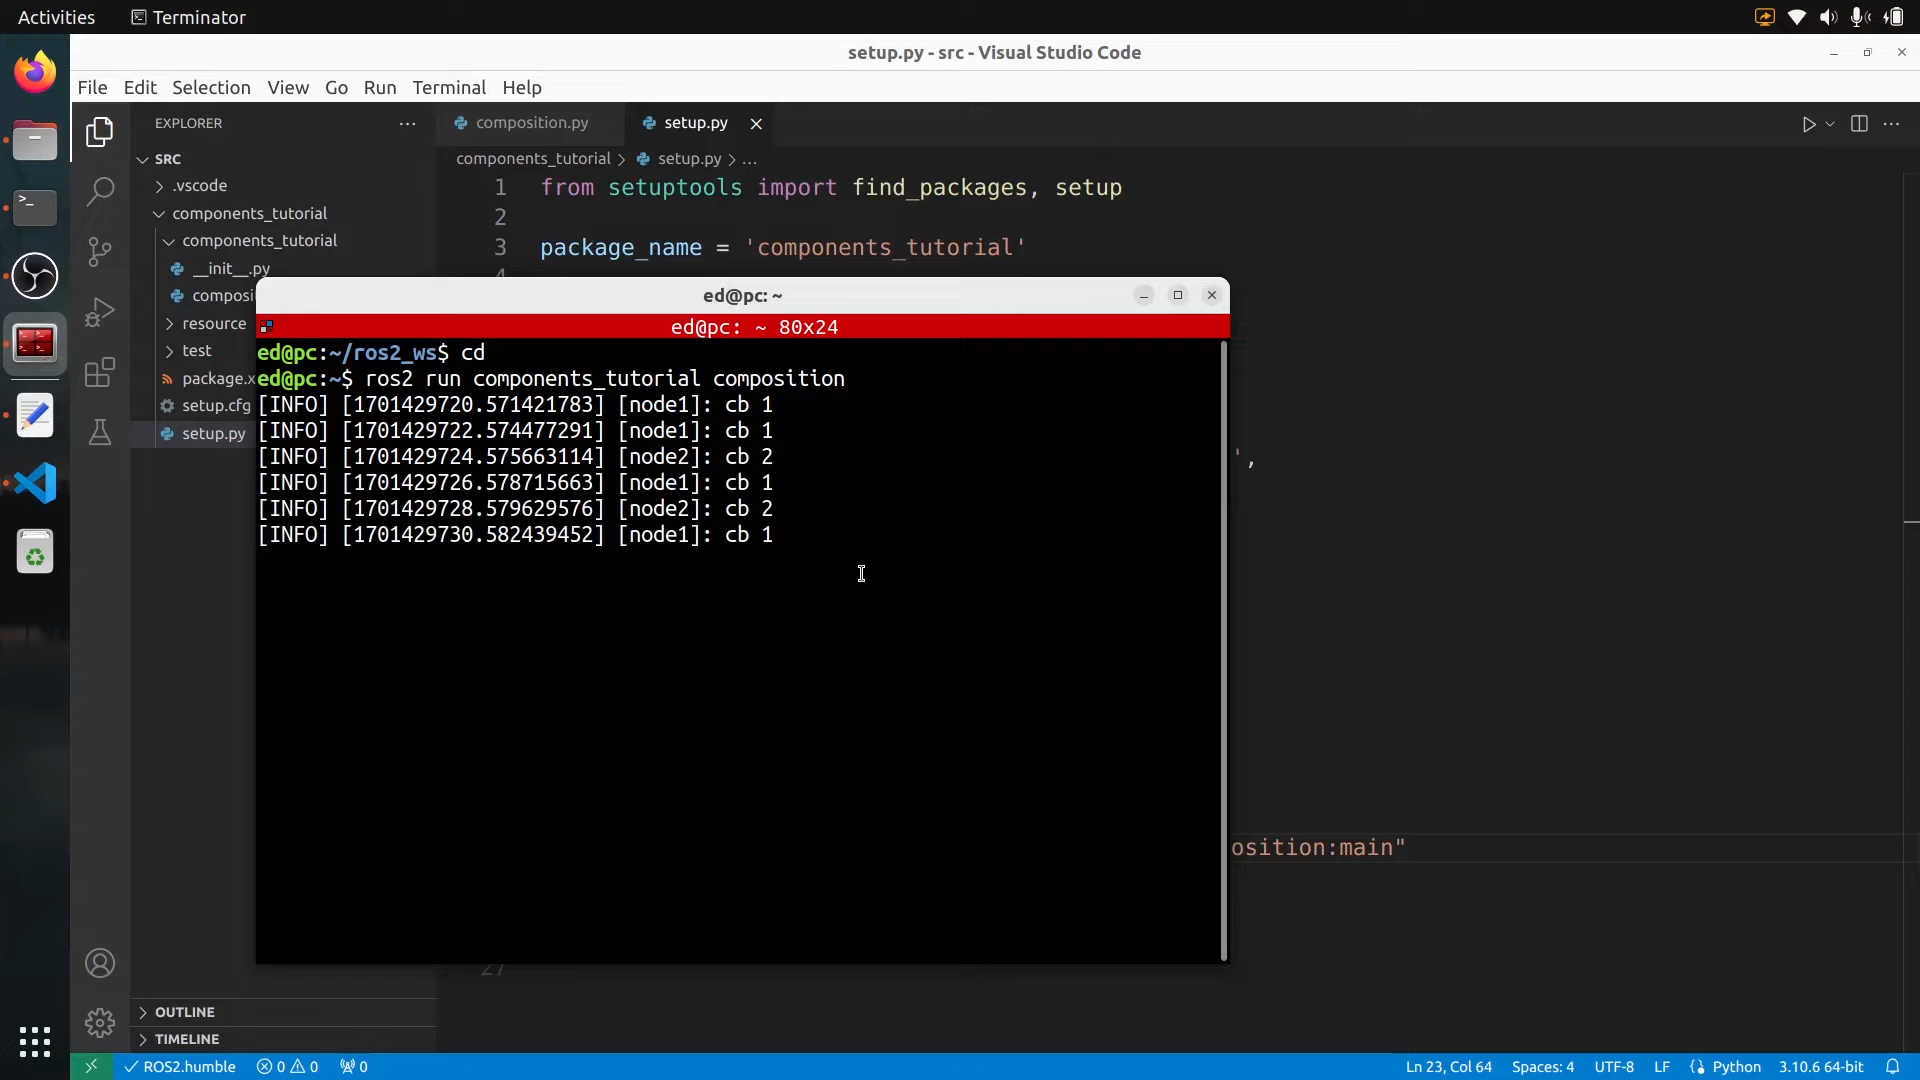 Activities
Terminator
setup.py - src - Visual Studio Code
File Edit Selection View Go Run Terminal Help
EXPLORER
SRC
.vscode
components_tutorial
components_tutorial
__init__.py
composi
resource
test
package.x
setup.cfg
setup.py
OUTLINE
TIMELINE
composition.py
setup.py
components_tutorial > setup.py > ...
1 from setuptools import find_packages, setup
2
3 package_name = 'components_tutorial'
ed@pc: ~
ed@pc: ~ 80x24
ed@pc:~/ros2_ws$ cd
ed@pc:~$ ros2 run components_tutorial composition
[INFO] [1701429720.571421783] [node1]: cb 1
[INFO] [1701429722.574477291] [node1]: cb 1
[INFO] [1701429724.575663114] [node2]: cb 2
[INFO] [1701429726.578715663] [node1]: cb 1
[INFO] [1701429728.579629576] [node2]: cb 2
[INFO] [1701429730.582439452] [node1]: cb 1
',
osition:main"
27
ROS2.humble 0 0 0
Ln 23, Col 64 Spaces: 4 UTF-8 LF Python 3.10.6 64-bit